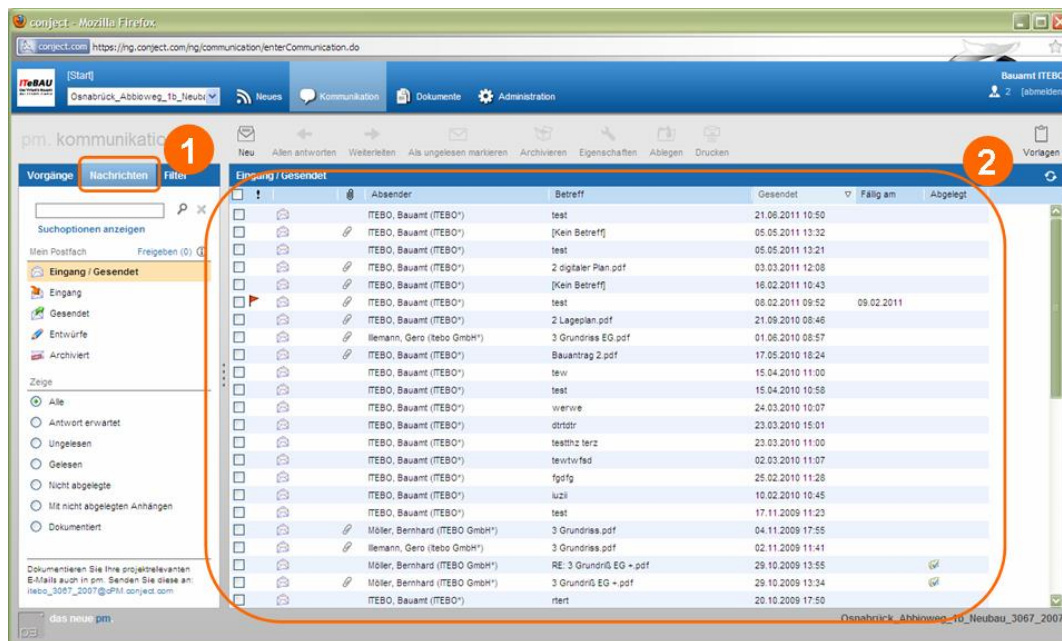 conject - Mozilla Firefox
conject.com https://ng.conject.com/ng/communication/enterCommunication.do
ITeBAU [Start] Bauamt ITEBO
Osnabrück_Abbioweg_1b_Neub Neues Kommunikation Dokumente Administration 2 [abmelden
pm. kommunikatio 1 Neu Allen antworten Weiterleiten Als ungelesen markieren Archivieren Eigenschaften Ablegen Drucken 2 Vorlagen
Vorgänge Nachrichten Filter
Suchoptionen anzeigen
Mein Postfach Freigeben (0)
Eingang / Gesendet
Eingang
Gesendet
Entwürfe
Archiviert
Zeige
Alle
Antwort erwartet
Ungelesen
Gelesen
Nicht abgelegte
Mit nicht abgelegten Anhängen
Dokumentiert
Dokumentieren Sie Ihre projektrelevanten
E-Mails auch in pm. Senden Sie diese an:
itebo_3067_2007@cPM.conject.com
Eingang / Gesendet
! Absender Betreff Gesendet Fällig am Abgelegt
ITEBO, Bauamt (ITEBO*) test 21.06.2011 10:50
ITEBO, Bauamt (ITEBO*) [Kein Betreff] 05.05.2011 13:32
ITEBO, Bauamt (ITEBO*) test 05.05.2011 13:21
ITEBO, Bauamt (ITEBO*) 2 digitaler Plan.pdf 03.03.2011 12:08
ITEBO, Bauamt (ITEBO*) [Kein Betreff] 16.02.2011 10:43
ITEBO, Bauamt (ITEBO*) test 08.02.2011 09:52 09.02.2011
ITEBO, Bauamt (ITEBO*) 2 Lageplan.pdf 21.09.2010 08:46
Illemann, Gero (itebo GmbH*) 3 Grundriss EG.pdf 01.06.2010 08:57
ITEBO, Bauamt (ITEBO*) Bauantrag 2.pdf 17.05.2010 18:24
ITEBO, Bauamt (ITEBO*) tew 15.04.2010 11:00
ITEBO, Bauamt (ITEBO*) test 15.04.2010 10:58
ITEBO, Bauamt (ITEBO*) werwe 24.03.2010 10:07
ITEBO, Bauamt (ITEBO*) dtrtdtr 23.03.2010 15:01
ITEBO, Bauamt (ITEBO*) testthz terz 23.03.2010 11:00
ITEBO, Bauamt (ITEBO*) tewtwfsd 02.03.2010 11:07
ITEBO, Bauamt (ITEBO*) fgdfg 25.02.2010 11:28
ITEBO, Bauamt (ITEBO*) iuzii 10.02.2010 10:45
ITEBO, Bauamt (ITEBO*) test 17.11.2009 11:23
Möller, Bernhard (ITEBO GmbH*) 3 Grundriss.pdf 04.11.2009 17:55
Illemann, Gero (itebo GmbH*) 3 Grundriss.pdf 02.11.2009 11:41
Möller, Bernhard (ITEBO GmbH*) RE: 3 Grundriß EG +.pdf 29.10.2009 13:55
Möller, Bernhard (ITEBO GmbH*) 3 Grundriß EG +.pdf 29.10.2009 13:34
ITEBO, Bauamt (ITEBO*) rtert 20.10.2009 17:50
das neue pm. Osnabrück_Abbioweg_1b_Neubau_3067_2007